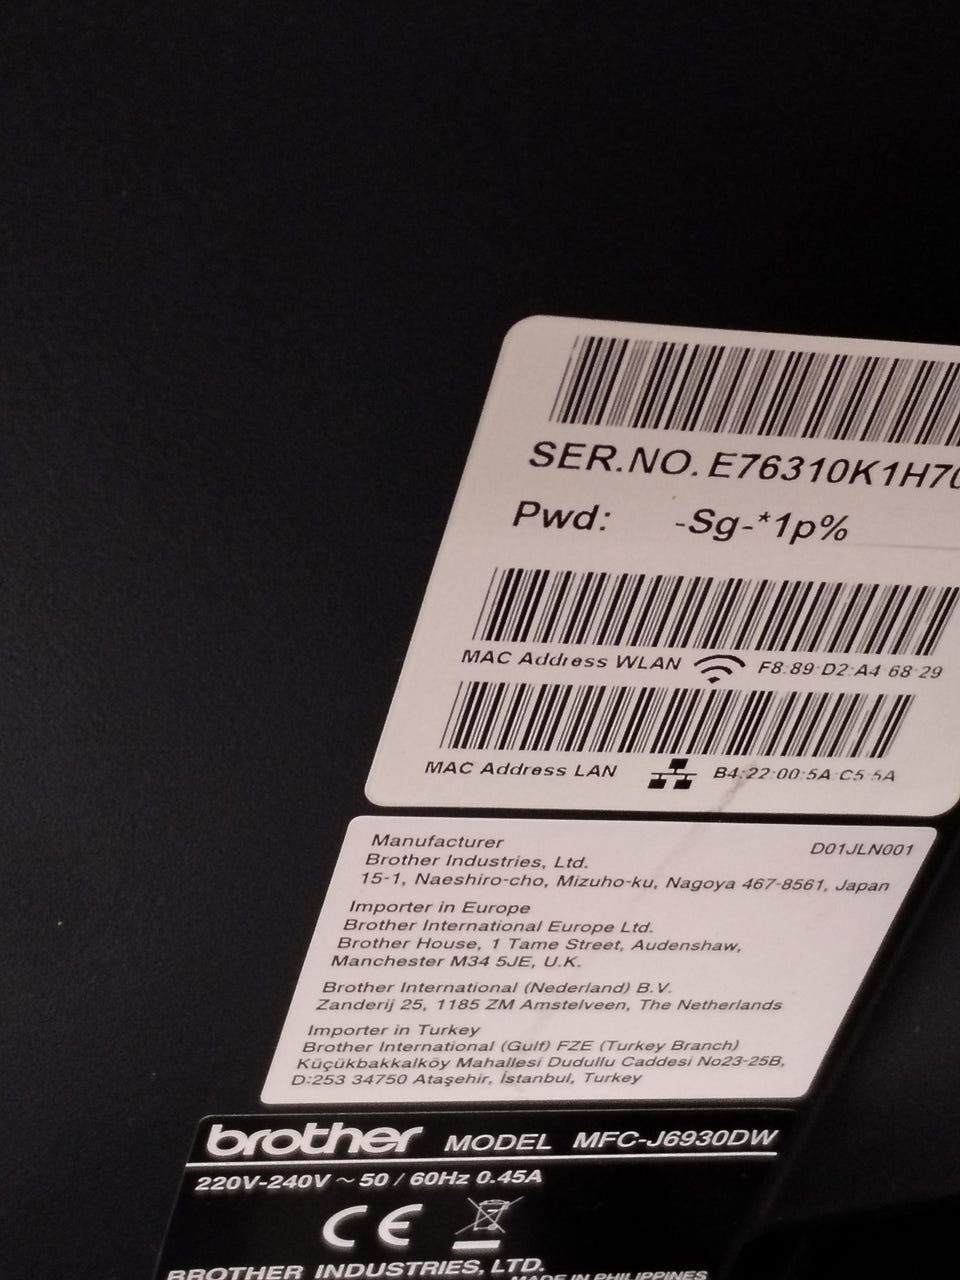 SER.NO. E76310K1H70
Pwd: -Sg-*1p%
MAC Address WLAN F8:89:D2:A4:68:29
MAC Address LAN B4:22:00:5A:C5:5A
Manufacturer D01JLN001
Brother Industries, Ltd.
15-1, Naeshiro-cho, Mizuho-ku, Nagoya 467-8561, Japan
Importer in Europe
Brother International Europe Ltd.
Brother House, 1 Tame Street, Audenshaw,
Manchester M34 5JE, U.K.
Brother International (Nederland) B.V.
Zanderij 25, 1185 ZM Amstelveen, The Netherlands
Importer in Turkey
Brother International (Gulf) FZE (Turkey Branch)
Küçükbakkalköy Mahallesi Dudullu Caddesi No23-25B,
D:253 34750 Ataşehir, İstanbul, Turkey
brother MODEL MFC-J6930DW
220V-240V ~ 50 / 60Hz 0.45A
CE
BROTHER INDUSTRIES, LTD.
MADE IN PHILIPPINES